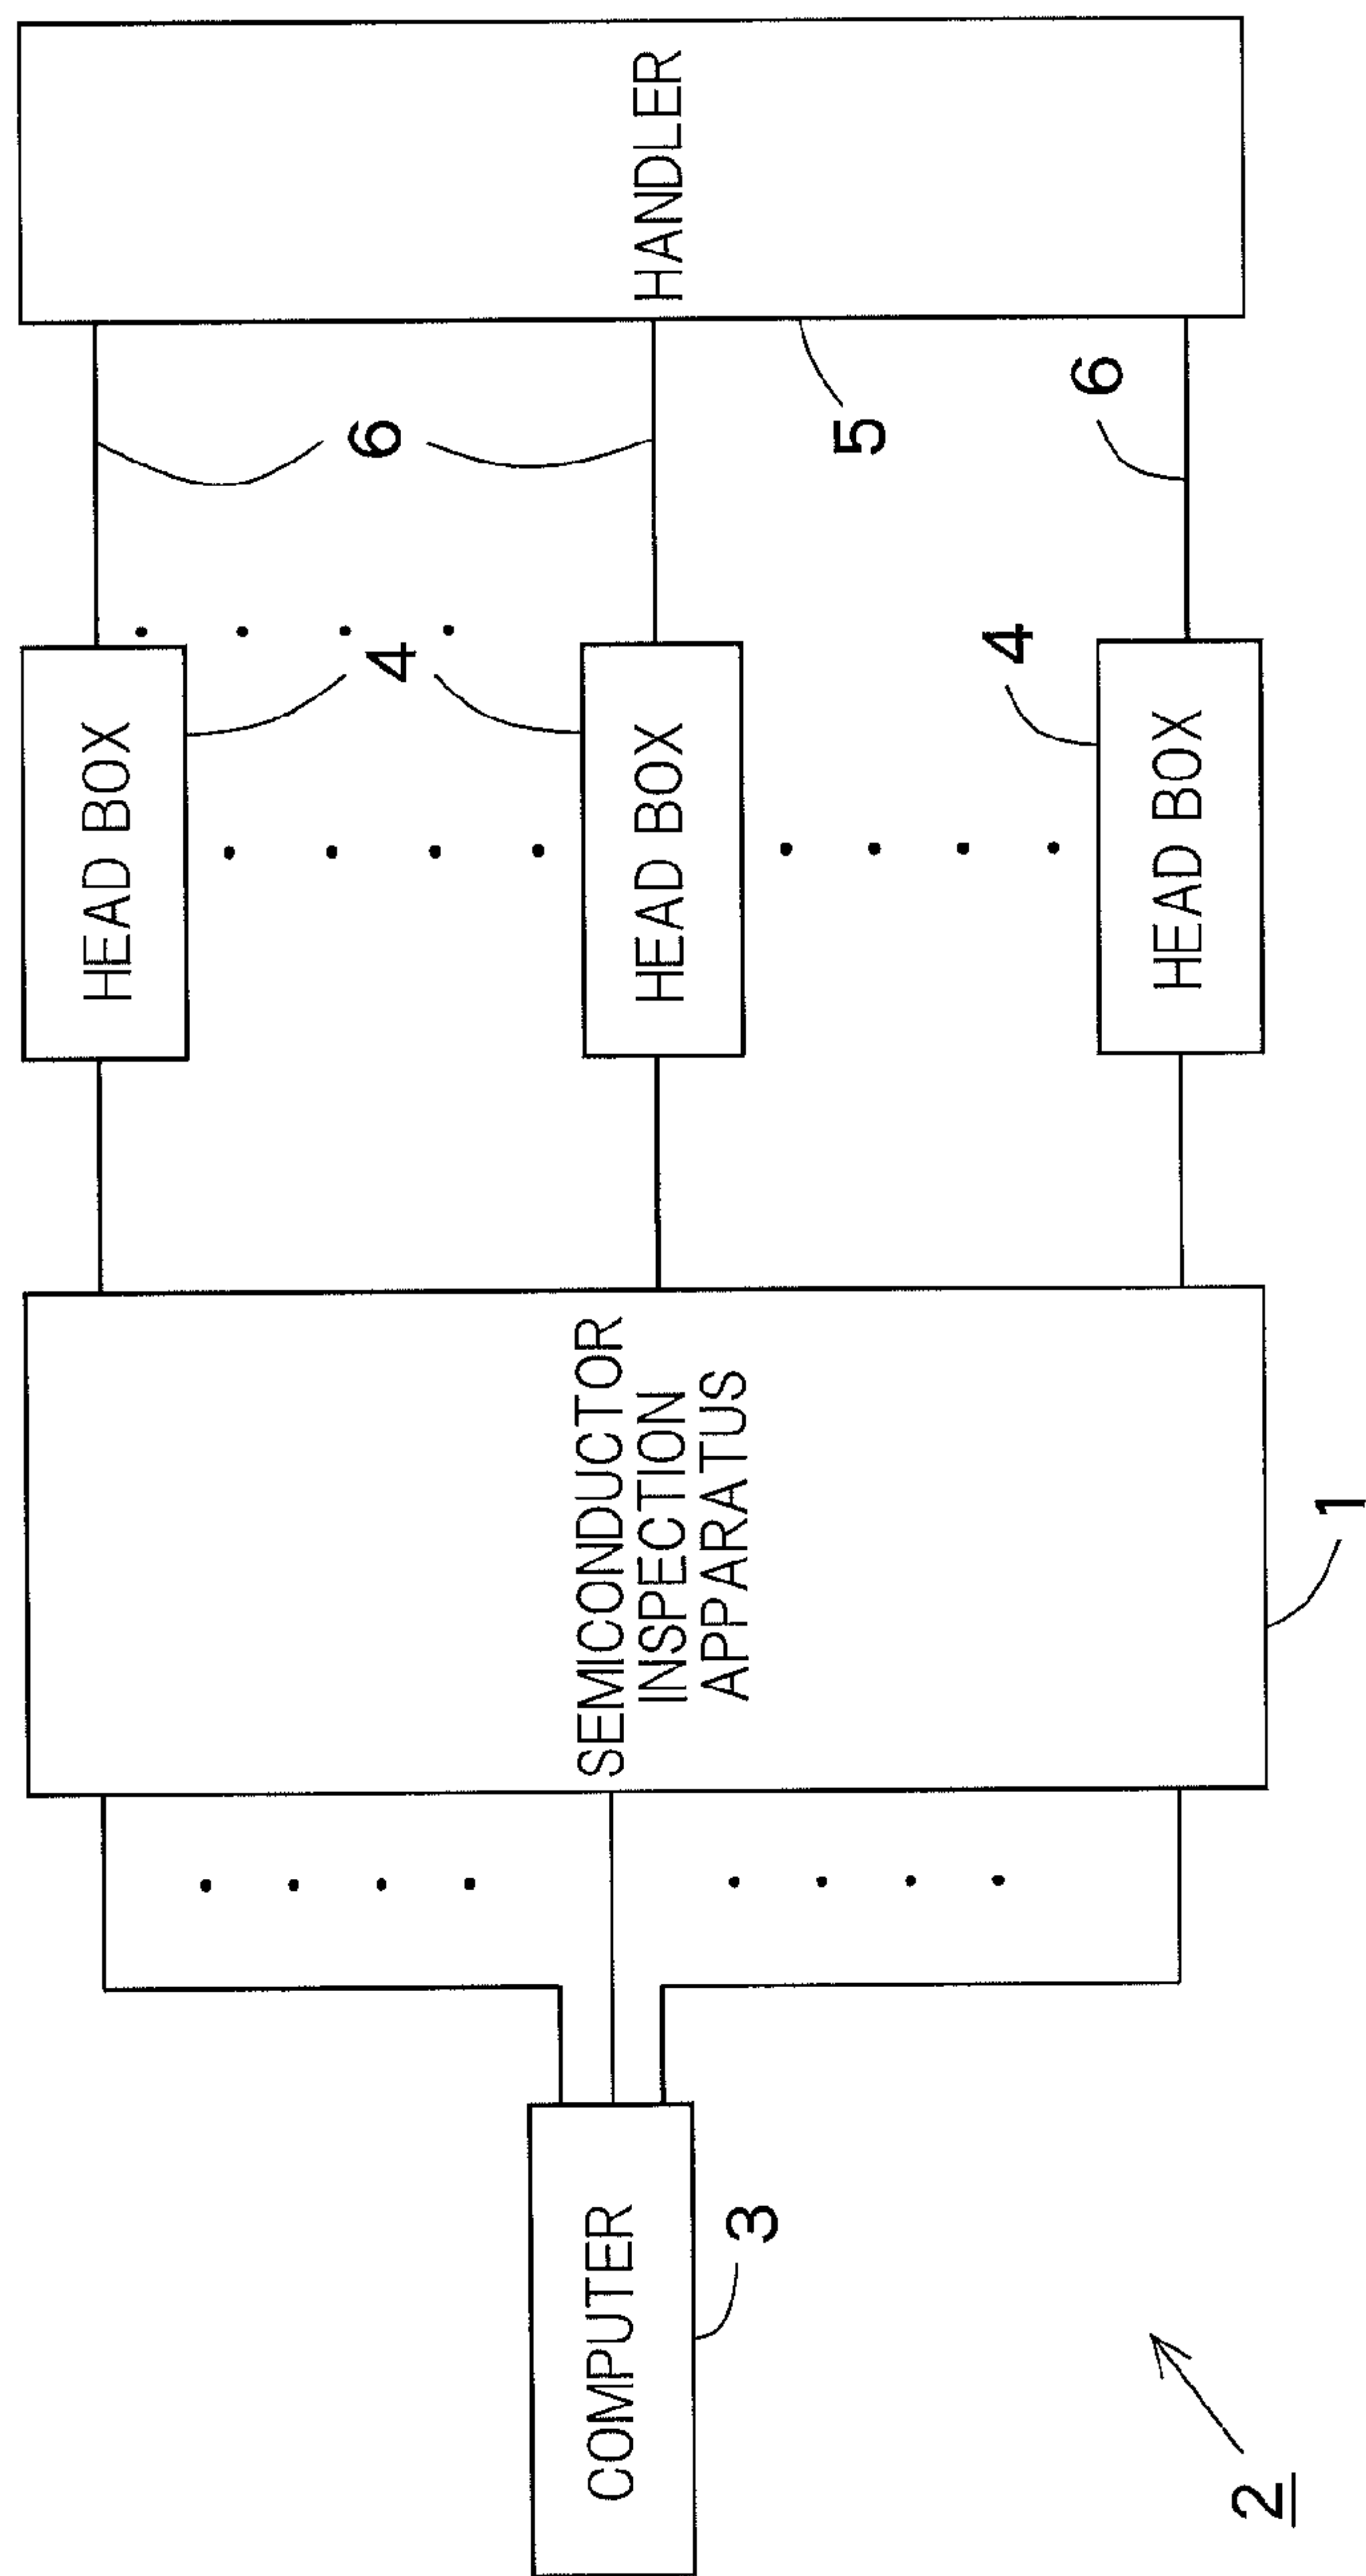 COMPUTER
3
2
SEMICONDUCTOR
INSPECTION
APPARATUS
1
HEAD BOX
HEAD BOX
HEAD BOX
4
4
6
6
5
HANDLER